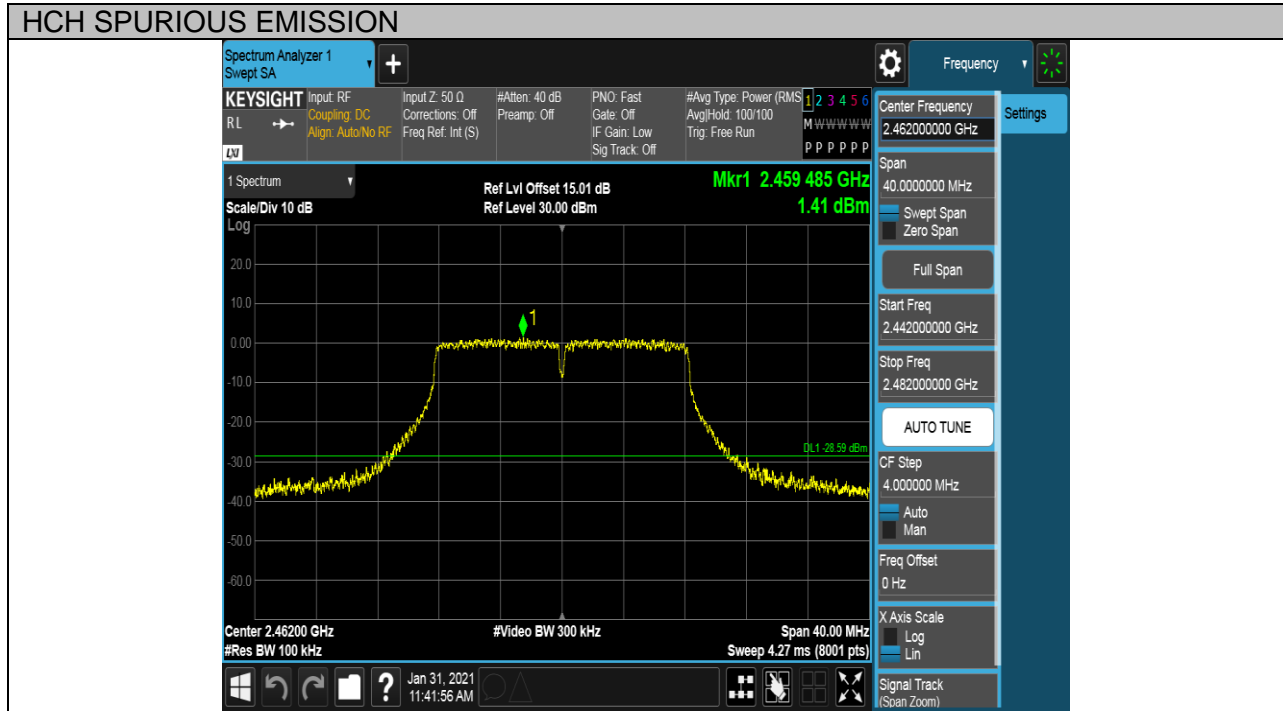 HCH SPURIOUS EMISSION
Spectrum Analyzer 1
Swept SA
Frequency
KEYSIGHT
RL
LXI
Input: RF
Coupling: DC
Align: Auto/No RF
Input Z: 50 Ω
Corrections: Off
Freq Ref: Int (S)
#Atten: 40 dB
Preamp: Off
PNO: Fast
Gate: Off
IF Gain: Low
Sig Track: Off
#Avg Type: Power (RMS
Avg|Hold: 100/100
Trig: Free Run
1 2 3 4 5 6
M W W W W W
P P P P P P
1 Spectrum
Scale/Div 10 dB
Ref Lvl Offset 15.01 dB
Ref Level 30.00 dBm
Mkr1 2.459 485 GHz
1.41 dBm
Log
20.0
10.0
0.00
-10.0
-20.0
-30.0
-40.0
-50.0
-60.0
1
DL1 -28.59 dBm
Center 2.46200 GHz
#Res BW 100 kHz
#Video BW 300 kHz
Span 40.00 MHz
Sweep 4.27 ms (8001 pts)
?
Jan 31, 2021
11:41:56 AM
Center Frequency
2.462000000 GHz
Settings
Span
40.0000000 MHz
Swept Span
Zero Span
Full Span
Start Freq
2.442000000 GHz
Stop Freq
2.482000000 GHz
AUTO TUNE
CF Step
4.000000 MHz
Auto
Man
Freq Offset
0 Hz
X Axis Scale
Log
Lin
Signal Track
(Span Zoom)